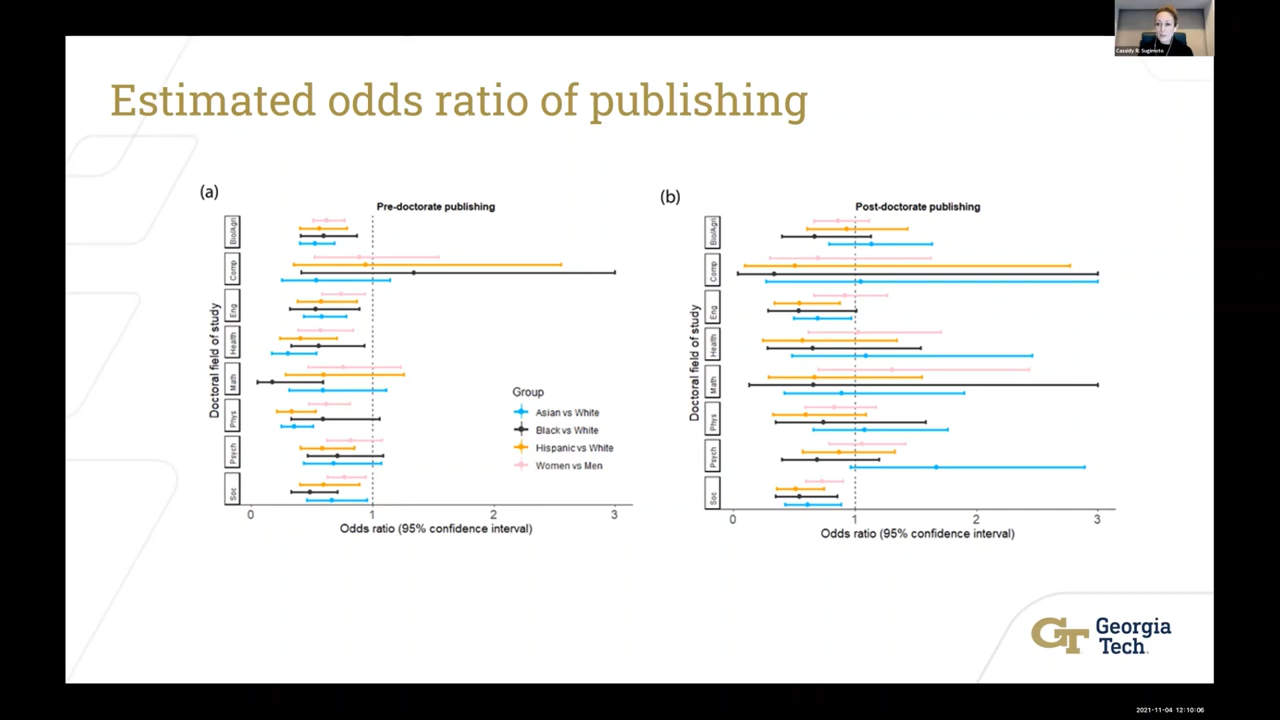 Cassidy R. Sugimoto
Estimated odds ratio of publishing
(a)
Pre-doctorate publishing
Doctoral field of study
Bio/Agri
Comp
Eng
Health
Math
Phys
Psych
Soc
0 1 2 3
Odds ratio (95% confidence interval)
Group
Asian vs White
Black vs White
Hispanic vs White
Women vs Men
(b)
Post-doctorate publishing
Doctoral field of study
Bio/Agri
Comp
Eng
Health
Math
Phys
Psych
Soc
0 1 2 3
Odds ratio (95% confidence interval)
GT Georgia
Tech
2021-11-04 12:10:06